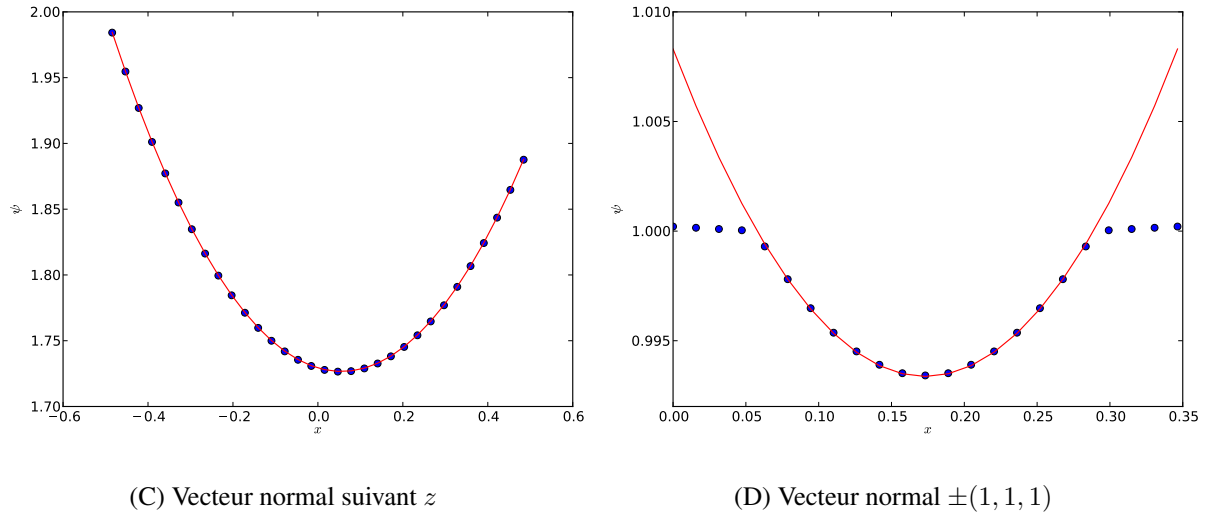 2.00
1.95
1.90
1.85
1.80
1.75
1.70
−0.6 −0.4 −0.2 0.0 0.2 0.4 0.6
x
ψ
(C) Vecteur normal suivant z
1.010
1.005
1.000
0.995
0.00 0.05 0.10 0.15 0.20 0.25 0.30 0.35
x
ψ
(D) Vecteur normal ±(1, 1, 1)